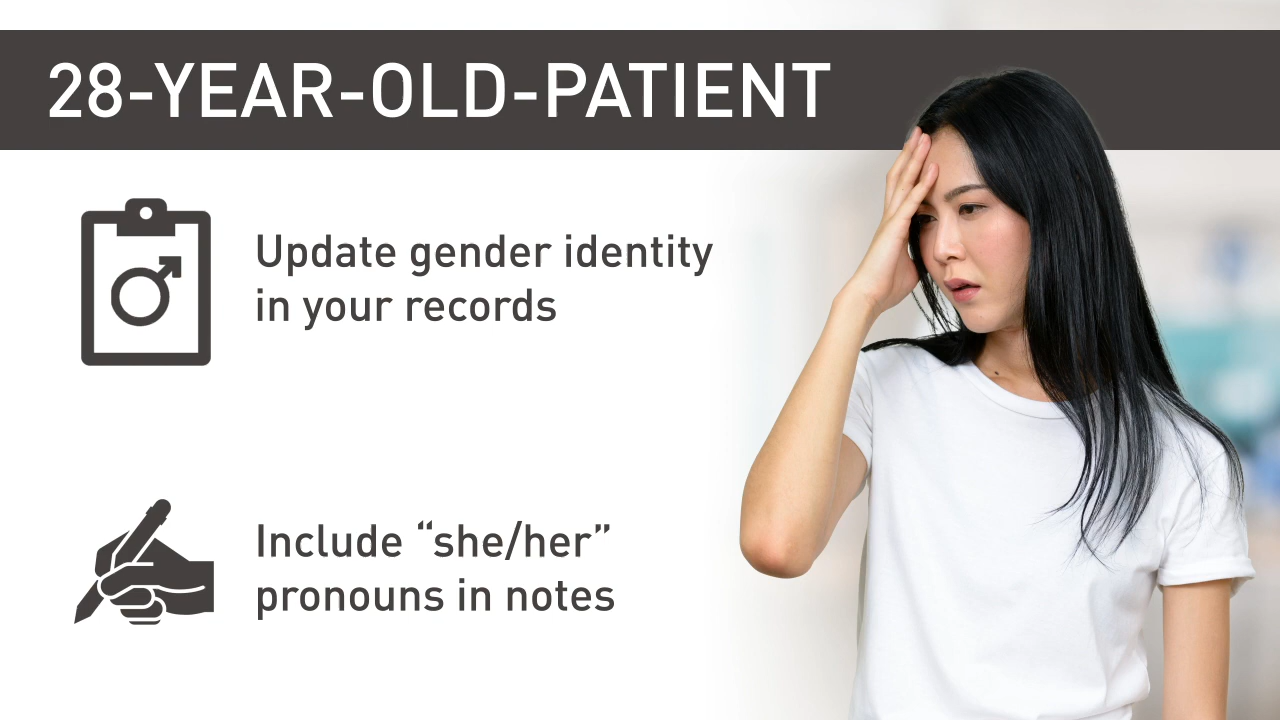 28-YEAR-OLD-PATIENT
Update gender identity
in your records
Include “she/her”
pronouns in notes